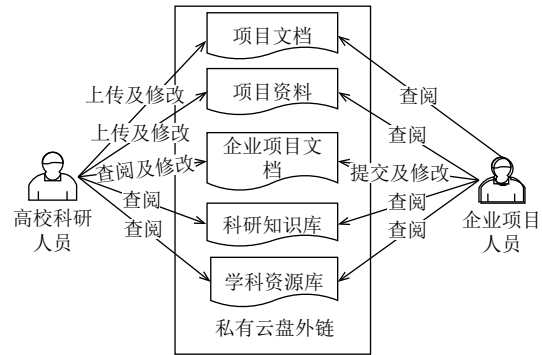 项目文档
上传及修改
查阅
项目资料
上传及修改
查阅
企业项目文
档
查阅及修改
提交及修改
高校科研
人员
查阅
科研知识库
查阅
企业项目
人员
查阅
查阅
学科资源库
私有云盘外链